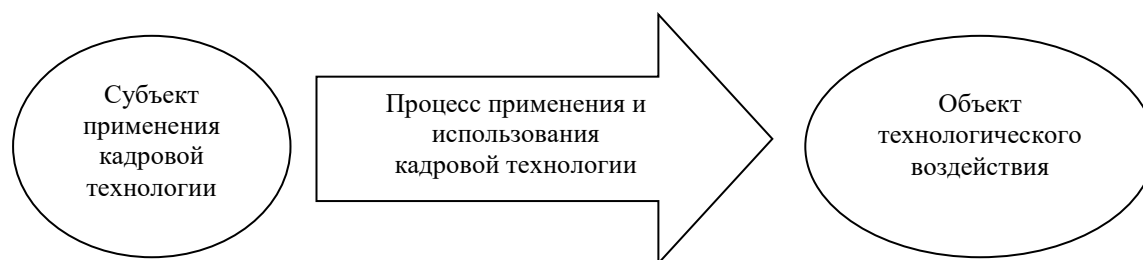 Субъект
применения
кадровой
технологии
Процесс применения и
использования
кадровой технологии
Объект
технологического
воздействия